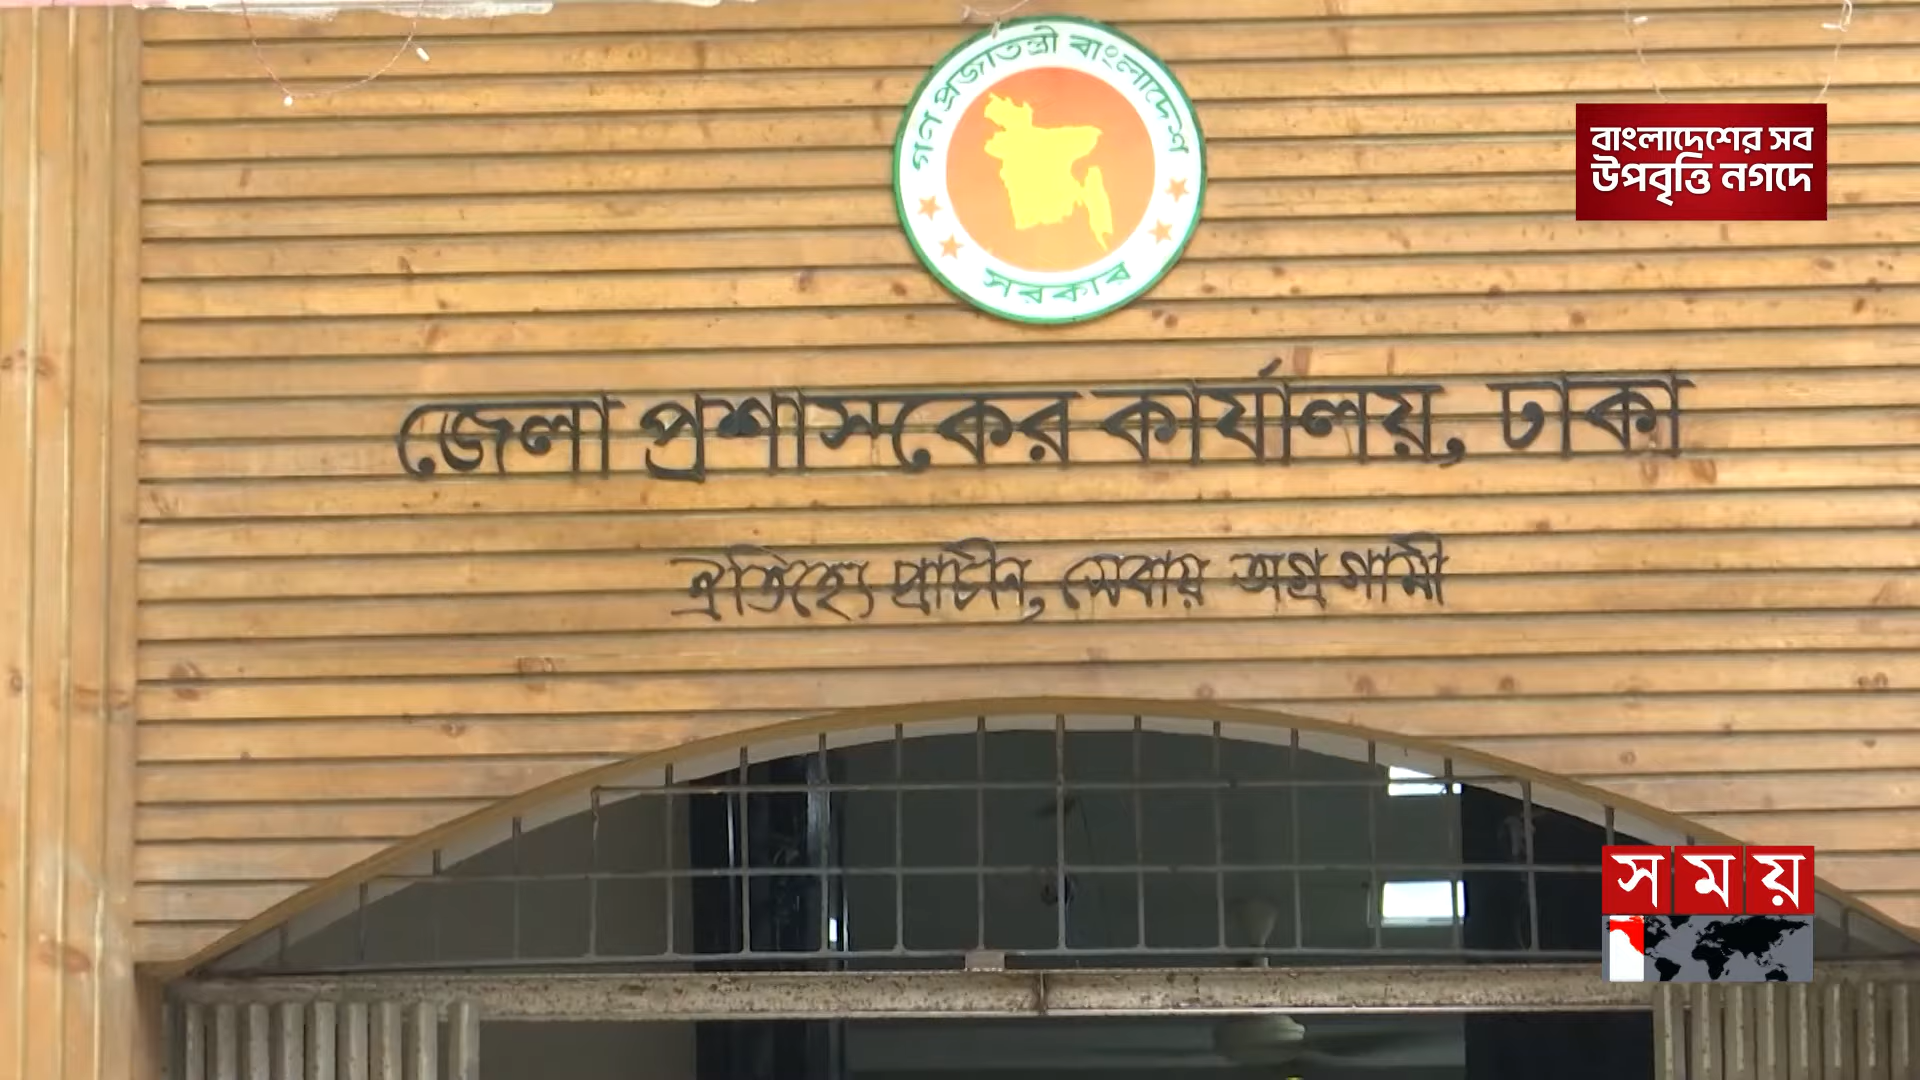 গণপ্রজাতন্ত্রী বাংলাদেশ
সরকার
বাংলাদেশের সব
উপবৃত্তি নগদে
জেলা প্রশাসকের কার্যালয়, ঢাকা
ঐতিহ্যে প্রাচীন, সেবায় অগ্রগামী
সময়